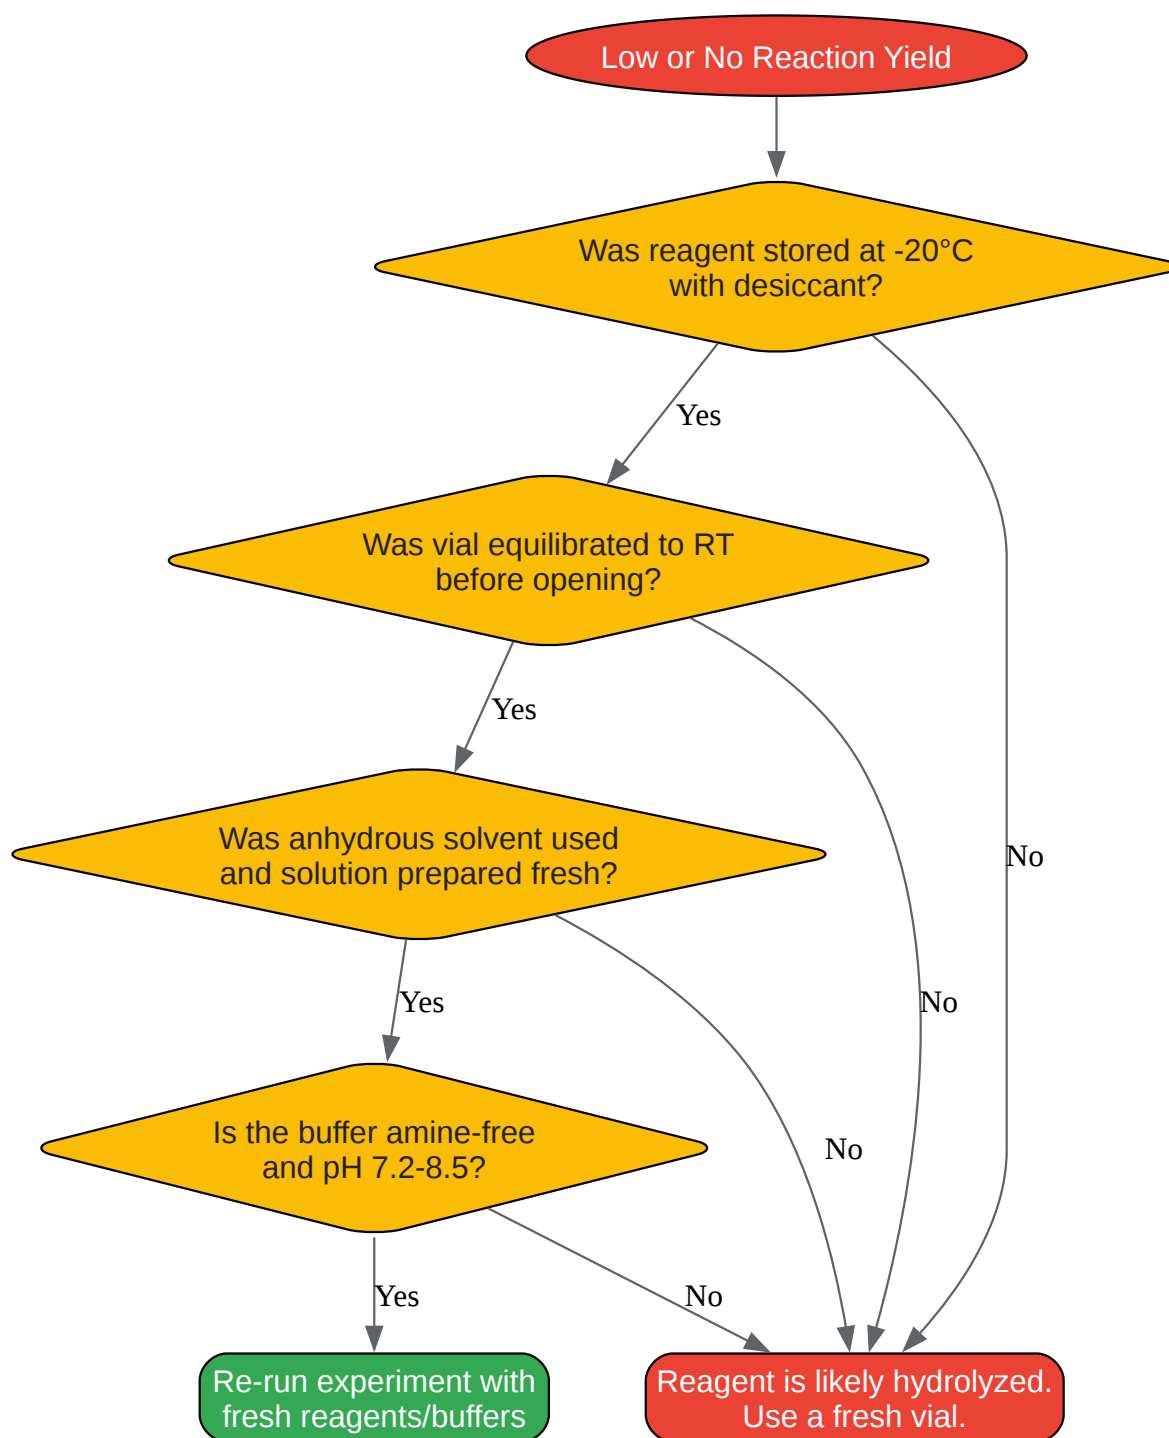 Low or No Reaction Yield
Was reagent stored at -20°C
with desiccant?
Yes
Was vial equilibrated to RT
before opening?
Yes
Was anhydrous solvent used
and solution prepared fresh?
No
Yes
No
Is the buffer amine-free
and pH 7.2-8.5?
No
Yes
No
Re-run experiment with
fresh reagents/buffers
Reagent is likely hydrolyzed.
Use a fresh vial.